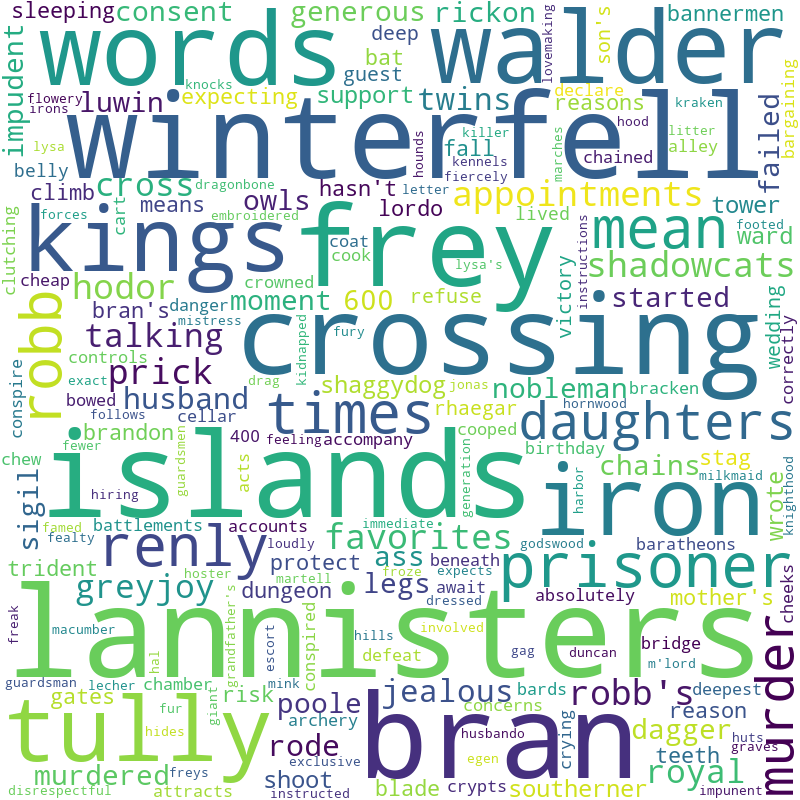 sleeping consent generous rickon bannermen
impudent words deep lovemaking walder son's bargaining
knocks bat guest
flowery luwin expecting support twins declare reasons kraken
irons winterfell hood litter
lysa killer fall alley failed
belly hounds kennels marches chained
climb cross dragonbone hasn't letter fiercely
means owls appointments tower
clutching cart embroidered lordo lived footed
forces kings frey mean ward
coat cook instructions
cheap hodor crowned lysa's shadowcats
bran's danger moment 600 refuse victory started
robb mistress fury wedding correctly
talking kidnapped crossing
controls
conspire exact prick drag shaggydog jonas nobleman bracken
bowed husband times rhaegar hornwood
follows cellar cooped daughters
fewer brandon 400 feeling accompany birthday
chew guardsmen acts generation chains stag milkmaid
hiring islands iron harbor wrote knighthood
sigil famed battlements accounts immediate
fealty renly loudly favorites godswood baratheons
trident hoster protect ass beneath prisoner
martell froze expects
greyjoy grandfather's dungeon legs await absolutely mother's cheeks
dressed
freak macumber lannisters involved bridge
hal escort hills duncan
conspired defeat gag m'lord
guardsman lecher chamber mink jealous bards robb's deepest murder
gates fur giant risk poole archery concerns reason
tully bran husbando crying dagger huts
hides rode egen teeth graves
murdered freys shoot blade crypts southerner royal
disrespectful attracts exclusive instructed impunent